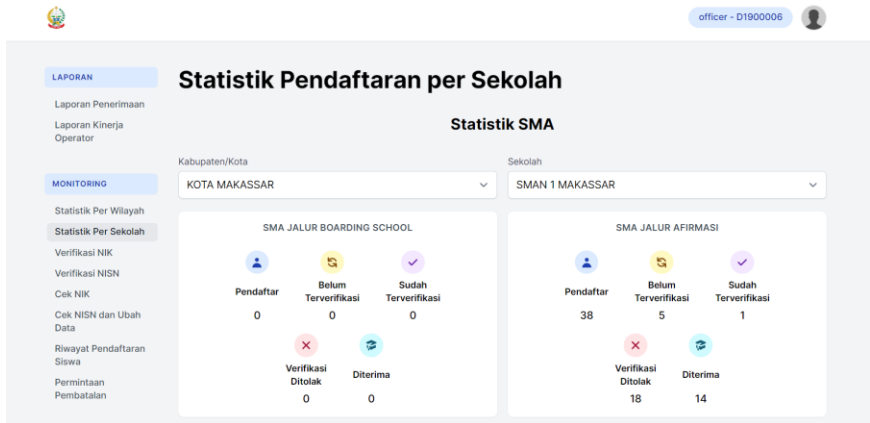 officer - D1900006
LAPORAN
Laporan Penerimaan
Laporan Kinerja
Operator
MONITORING
Statistik Per Wilayah
Statistik Per Sekolah
Verifikasi NIK
Verifikasi NISN
Cek NIK
Cek NISN dan Ubah
Data
Riwayat Pendaftaran
Siswa
Permintaan
Pembatalan
Statistik Pendaftaran per Sekolah
Statistik SMA
Kabupaten/Kota
KOTA MAKASSAR
Sekolah
SMAN 1 MAKASSAR
SMA JALUR BOARDING SCHOOL
Pendaftar
0
Belum
Terverifikasi
0
Sudah
Terverifikasi
0
Verifikasi
Ditolak
0
Diterima
0
SMA JALUR AFIRMASI
Pendaftar
38
Belum
Terverifikasi
5
Sudah
Terverifikasi
1
Verifikasi
Ditolak
18
Diterima
14